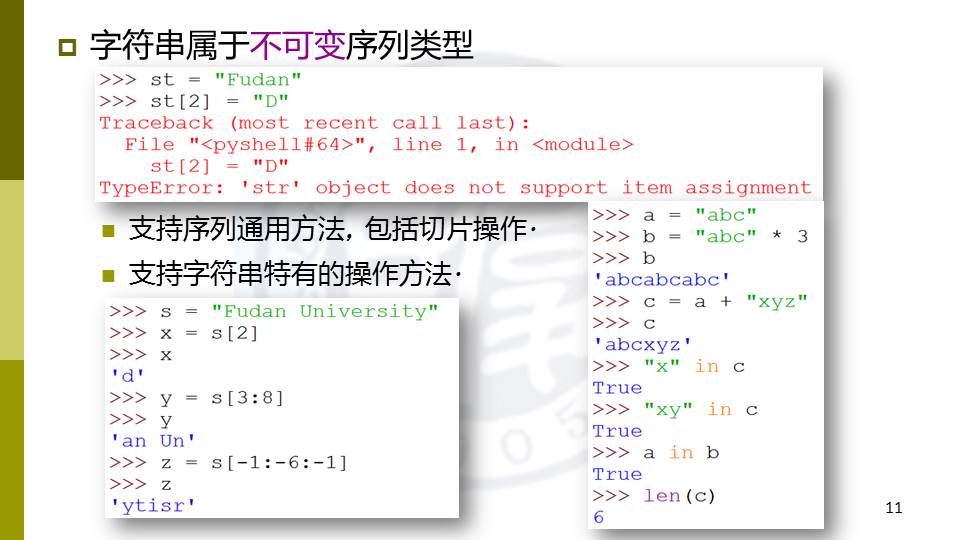 字符串属于不可变序列类型
>>> st = "Fudan"
>>> st[2] = "D"
Traceback (most recent call last):
  File "<pyshell#64>", line 1, in <module>
    st[2] = "D"
TypeError: 'str' object does not support item assignment
支持序列通用方法，包括切片操作·
支持字符串特有的操作方法·
>>> s = "Fudan University"
>>> x = s[2]
>>> x
'd'
>>> y = s[3:8]
>>> y
'an Un'
>>> z = s[-1:-6:-1]
>>> z
'ytisr'
>>> a = "abc"
>>> b = "abc" * 3
>>> b
'abcabcabc'
>>> c = a + "xyz"
>>> c
'abcxyz'
>>> "x" in c
True
>>> "xy" in c
True
>>> a in b
True
>>> len(c)
6
11